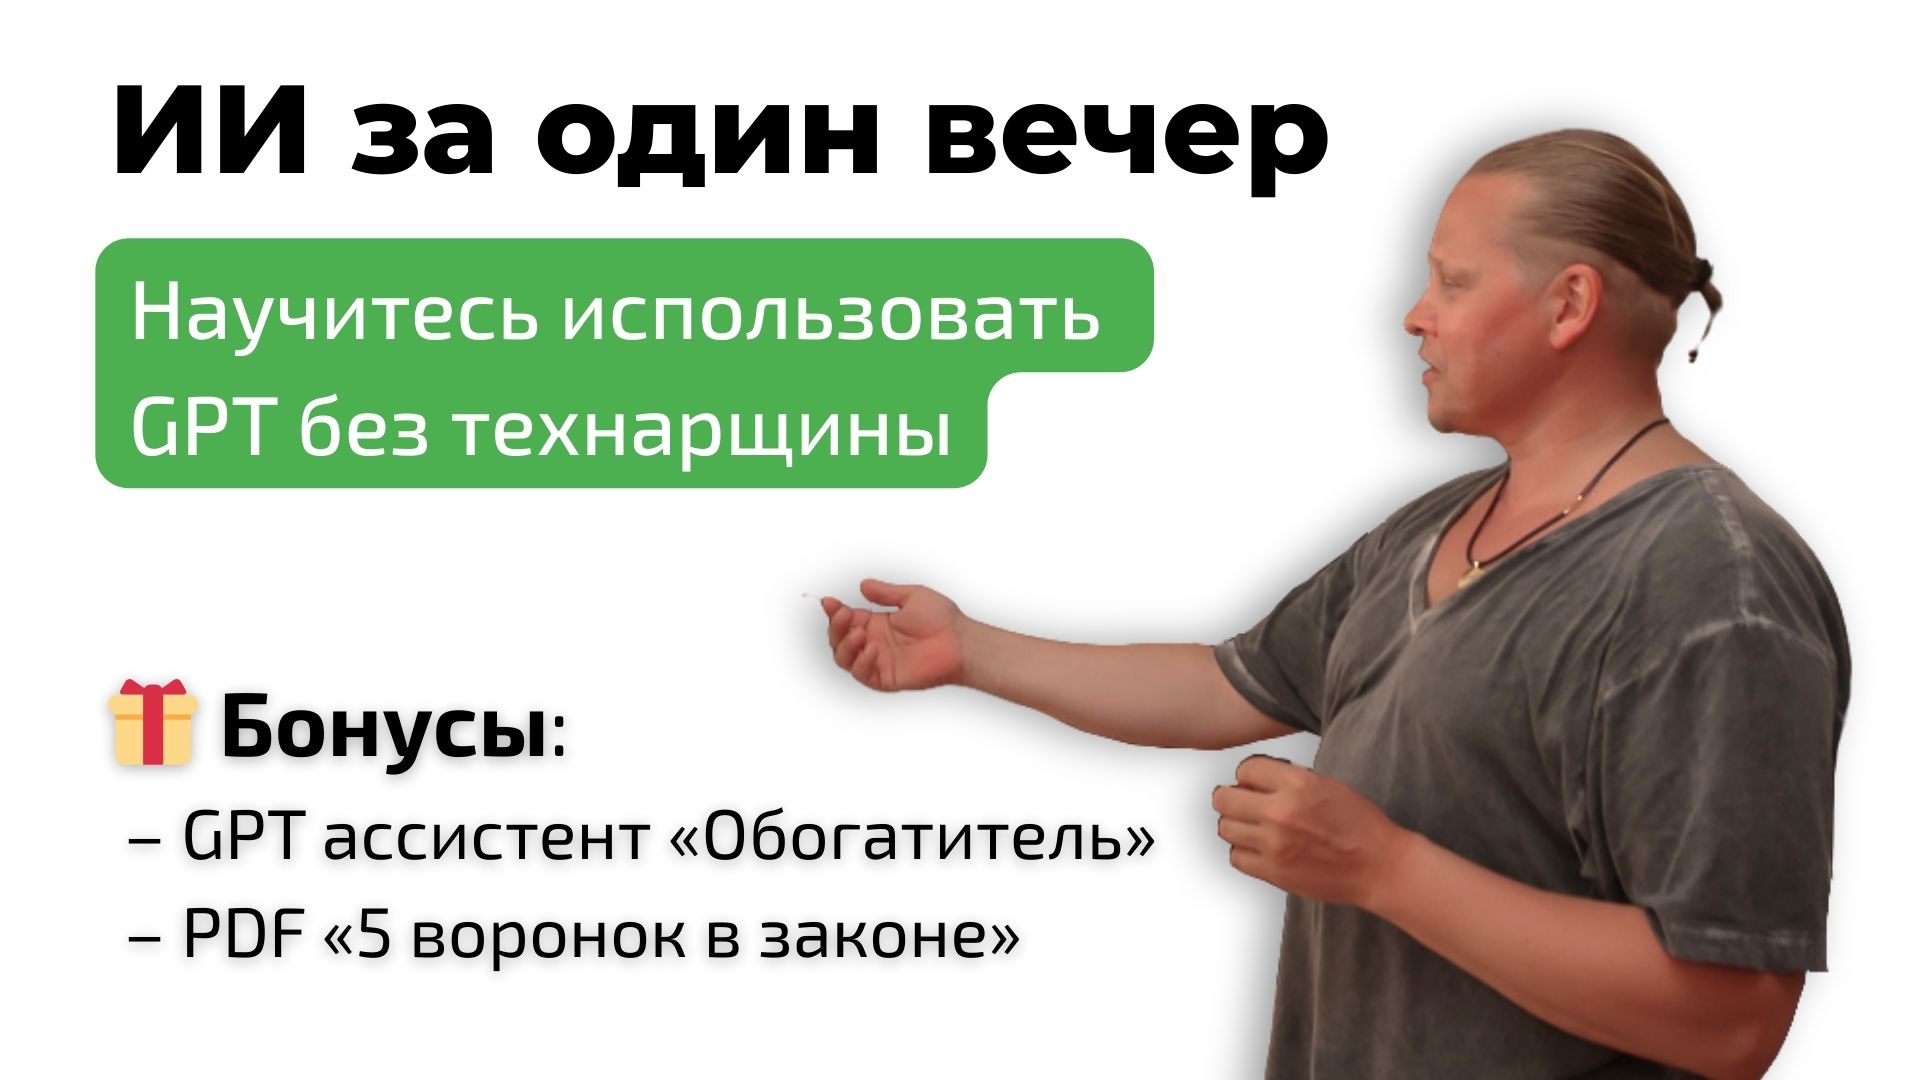 ИИ за один вечер
Научитесь использовать
GPT без технарщины
Бонусы:
– GPT ассистент «Обогатитель»
– PDF «5 воронок в законе»